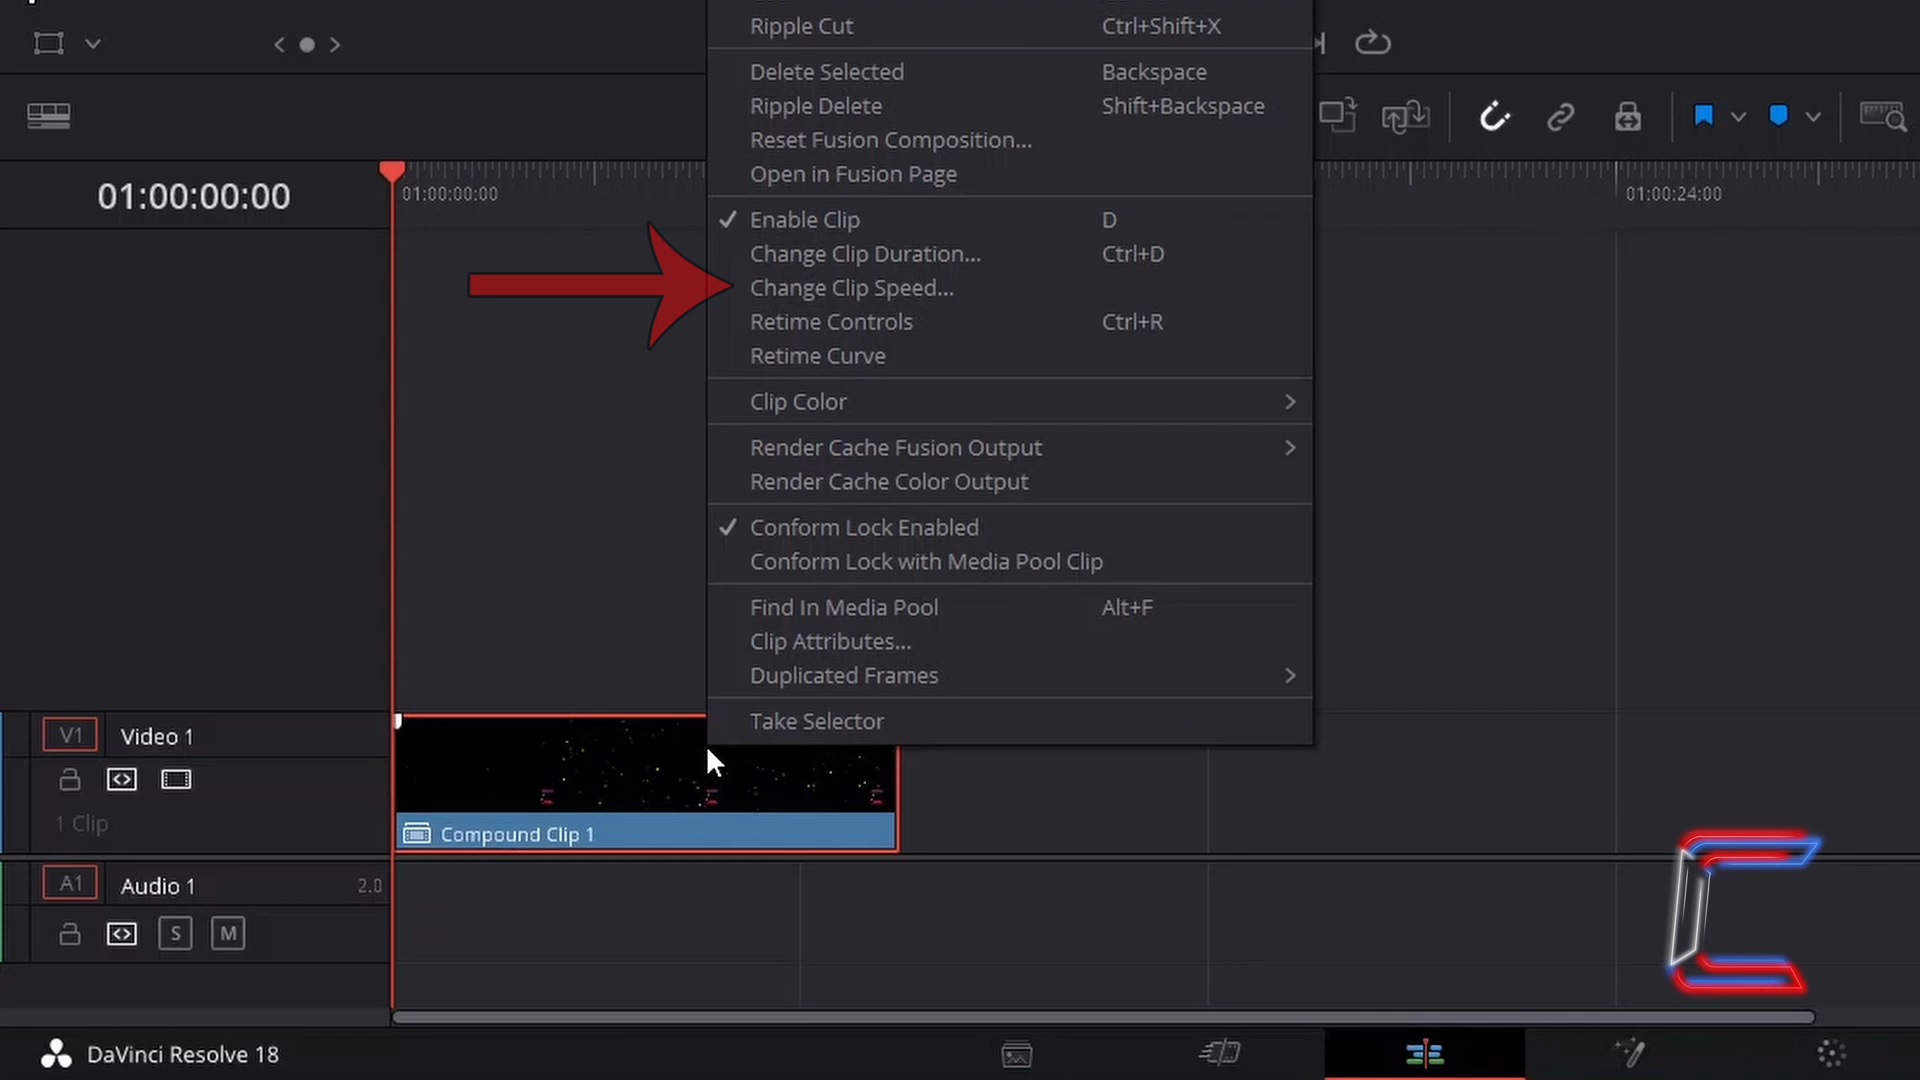 Ripple Cut Ctrl+Shift+X
Delete Selected Backspace
Ripple Delete Shift+Backspace
Reset Fusion Composition...
Open in Fusion Page
01:00:00:00
01:00:00:00
01:00:24:00
Enable Clip D
Change Clip Duration... Ctrl+D
Change Clip Speed...
Retime Controls Ctrl+R
Retime Curve
Clip Color
Render Cache Fusion Output
Render Cache Color Output
Conform Lock Enabled
Conform Lock with Media Pool Clip
Find In Media Pool Alt+F
Clip Attributes...
Duplicated Frames
Take Selector
V1 Video 1
1 Clip
Compound Clip 1
A1 Audio 1 2.0
S M
C
DaVinci Resolve 18